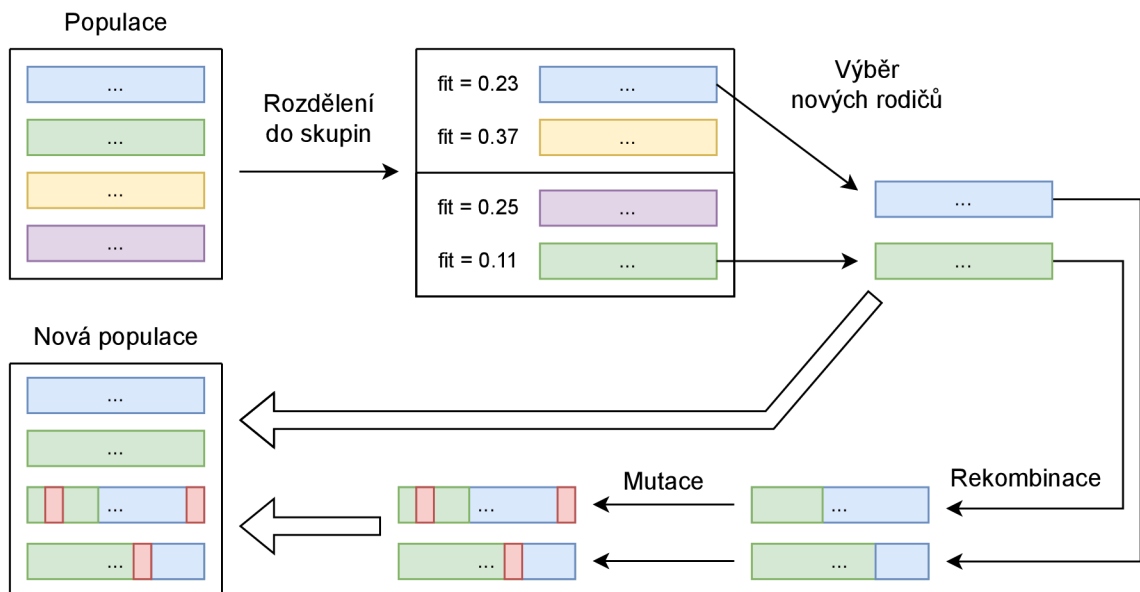 Populace
...
...
...
...
Rozdělení
do skupin
fit = 0.23
...
fit = 0.37
...
fit = 0.25
...
fit = 0.11
...
Výběr
nových rodičů
...
...
Nová populace
...
...
...
...
Mutace
...
...
Rekombinace
...
...